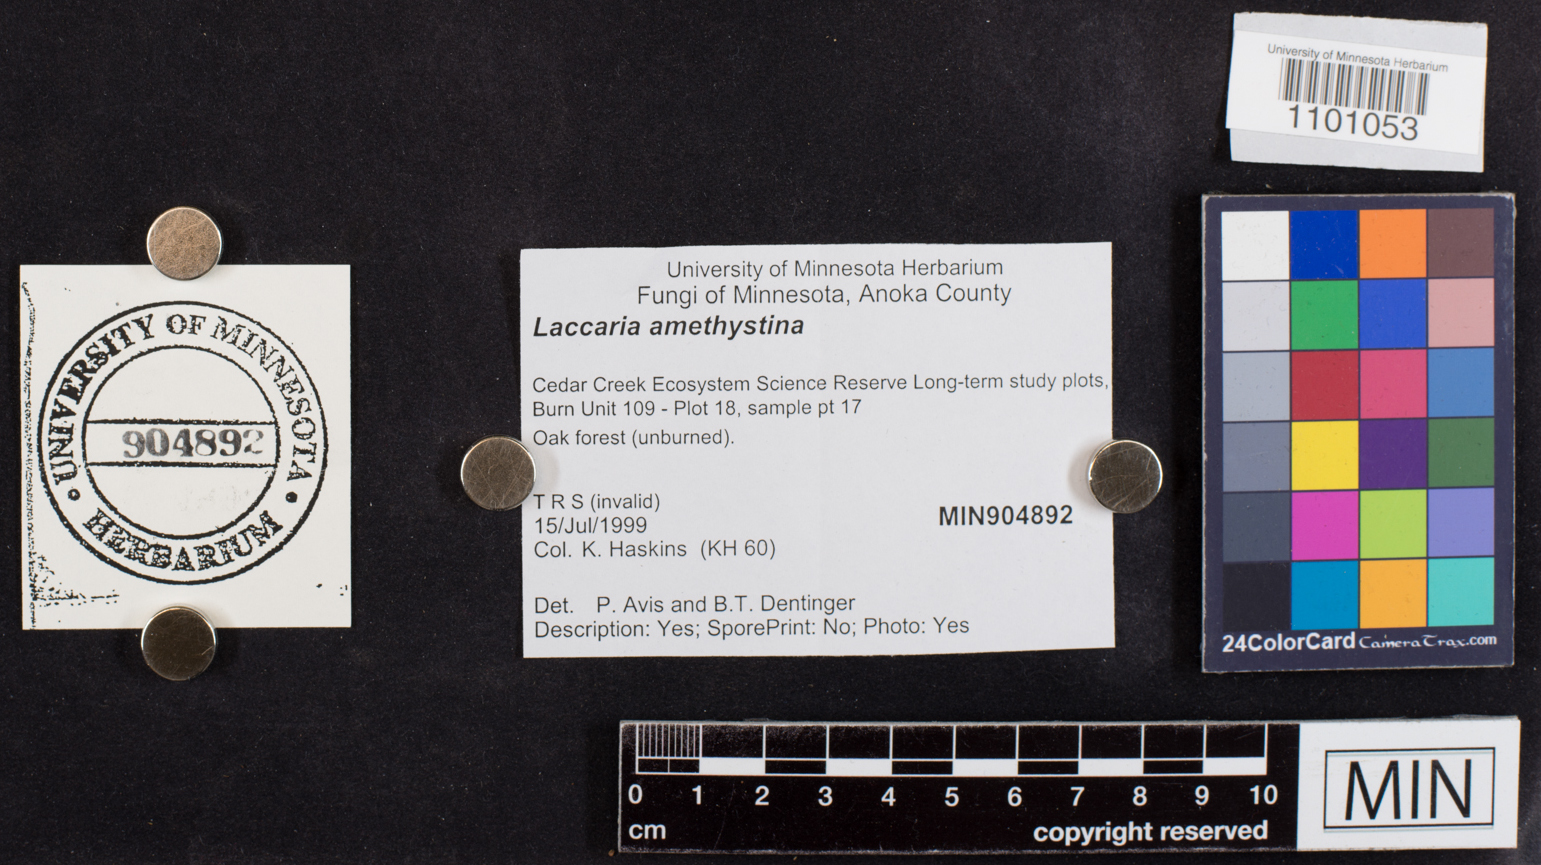 University of Minnesota Herbarium
1101053
UNIVERSITY OF MINNESOTA
904892
HERBARIUM
University of Minnesota Herbarium
Fungi of Minnesota, Anoka County
Laccaria amethystina
Cedar Creek Ecosystem Science Reserve Long-term study plots,
Burn Unit 109 - Plot 18, sample pt 17
Oak forest (unburned).
T R S (invalid)
15/Jul/1999
MIN904892
Col. K. Haskins (KH 60)
Det. P. Avis and B.T. Dentinger
Description: Yes; SporePrint: No; Photo: Yes
24ColorCard CameraTrax.com
0 1 2 3 4 5 6 7 8 9 10
cm copyright reserved
MIN